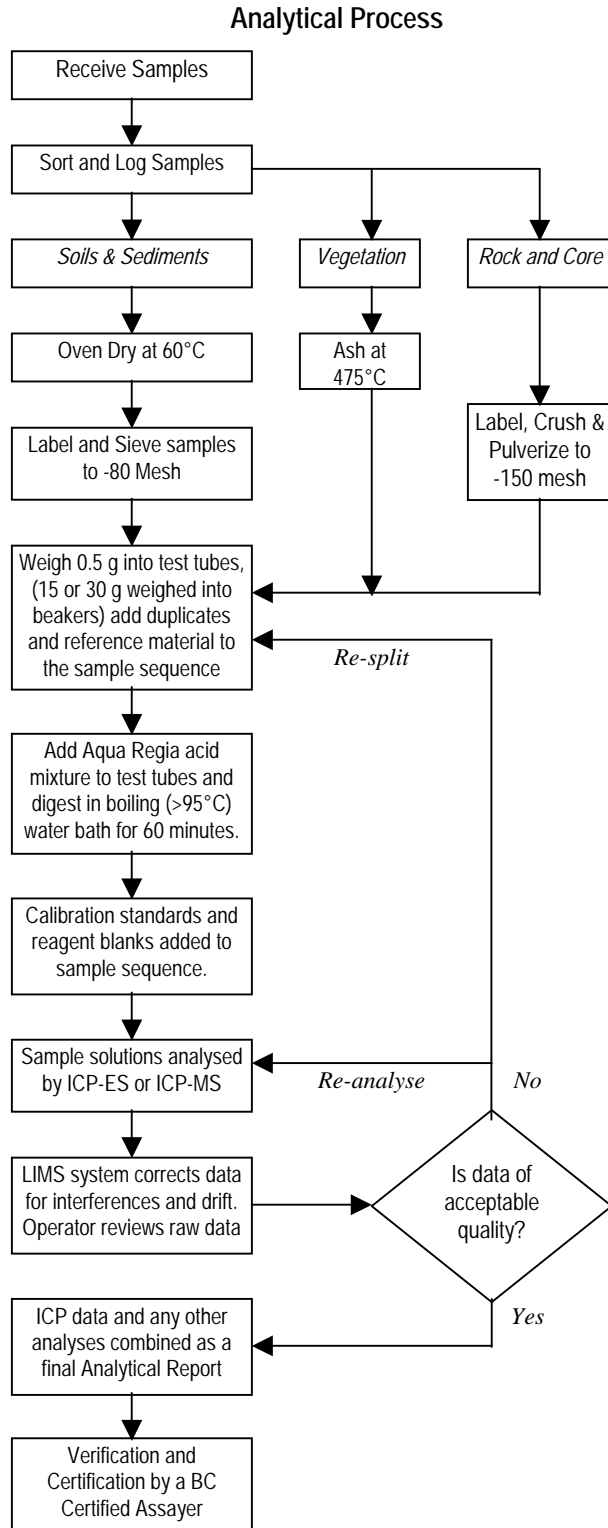 Analytical Process
Receive Samples
Sort and Log Samples
Soils & Sediments
Vegetation
Rock and Core
Oven Dry at 60°C
Ash at
475°C
Label and Sieve samples
to -80 Mesh
Label, Crush &
Pulverize to
-150 mesh
Weigh 0.5 g into test tubes,
(15 or 30 g weighed into
beakers) add duplicates
and reference material to
the sample sequence
Re-split
Add Aqua Regia acid
mixture to test tubes and
digest in boiling (>95°C)
water bath for 60 minutes.
Calibration standards and
reagent blanks added to
sample sequence.
Sample solutions analysed
by ICP-ES or ICP-MS
Re-analyse
No
LIMS system corrects data
for interferences and drift.
Operator reviews raw data
Is data of
acceptable
quality?
Yes
ICP data and any other
analyses combined as a
final Analytical Report
Verification and
Certification by a BC
Certified Assayer